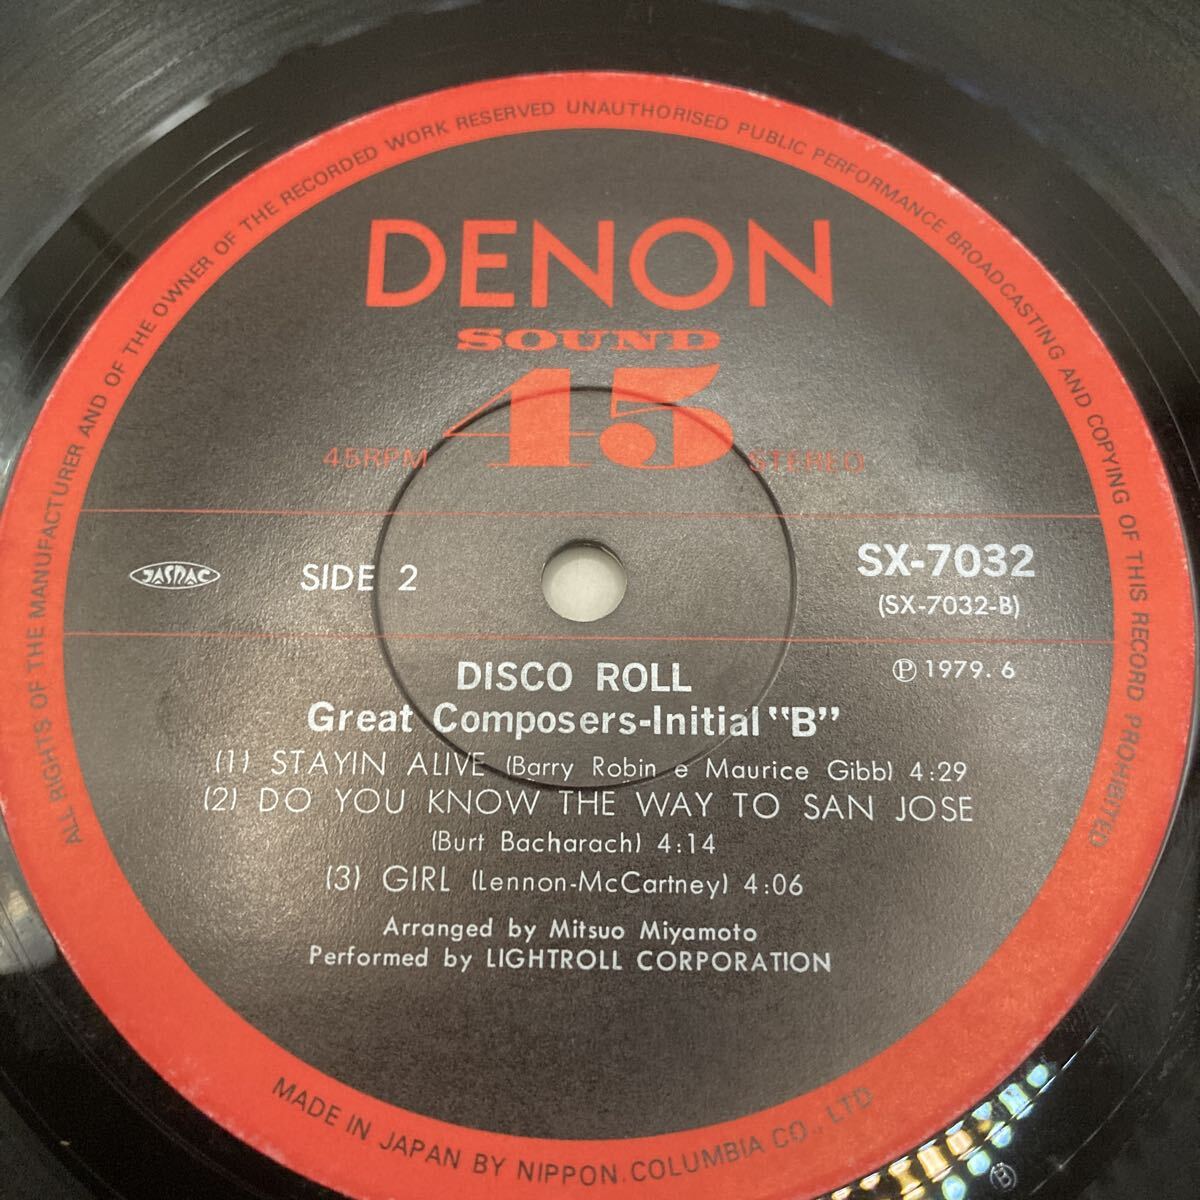 ALL RIGHTS OF THE MANUFACTURER AND OF THE OWNER OF THE RECORDED WORK RESERVED UNAUTHORISED PUBLIC PERFORMANCE BROADCASTING AND COPYING OF THIS RECORD PROHIBITED
DENON
SOUND
45
45RPM STEREO
JASRAC
SIDE 2
SX-7032
(SX-7032-B)
℗ 1979. 6
DISCO ROLL
Great Composers-Initial "B"
(1) STAYIN ALIVE (Barry Robin e Maurice Gibb) 4:29
(2) DO YOU KNOW THE WAY TO SAN JOSE
(Burt Bacharach) 4:14
(3) GIRL (Lennon-McCartney) 4:06
Arranged by Mitsuo Miyamoto
Performed by LIGHTROLL CORPORATION
MADE IN JAPAN BY NIPPON COLUMBIA CO., LTD
Ⓑ